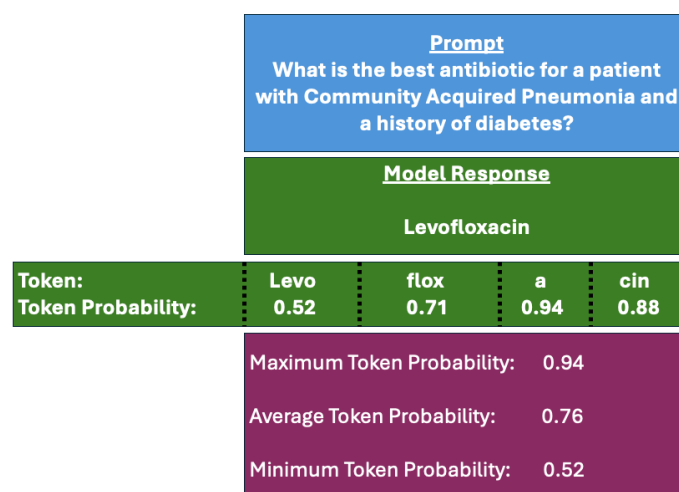 Prompt
What is the best antibiotic for a patient
with Community Acquired Pneumonia and
a history of diabetes?
Model Response
Levofloxacin
Token: Levo flox a cin
Token Probability: 0.52 0.71 0.94 0.88
Maximum Token Probability: 0.94
Average Token Probability: 0.76
Minimum Token Probability: 0.52